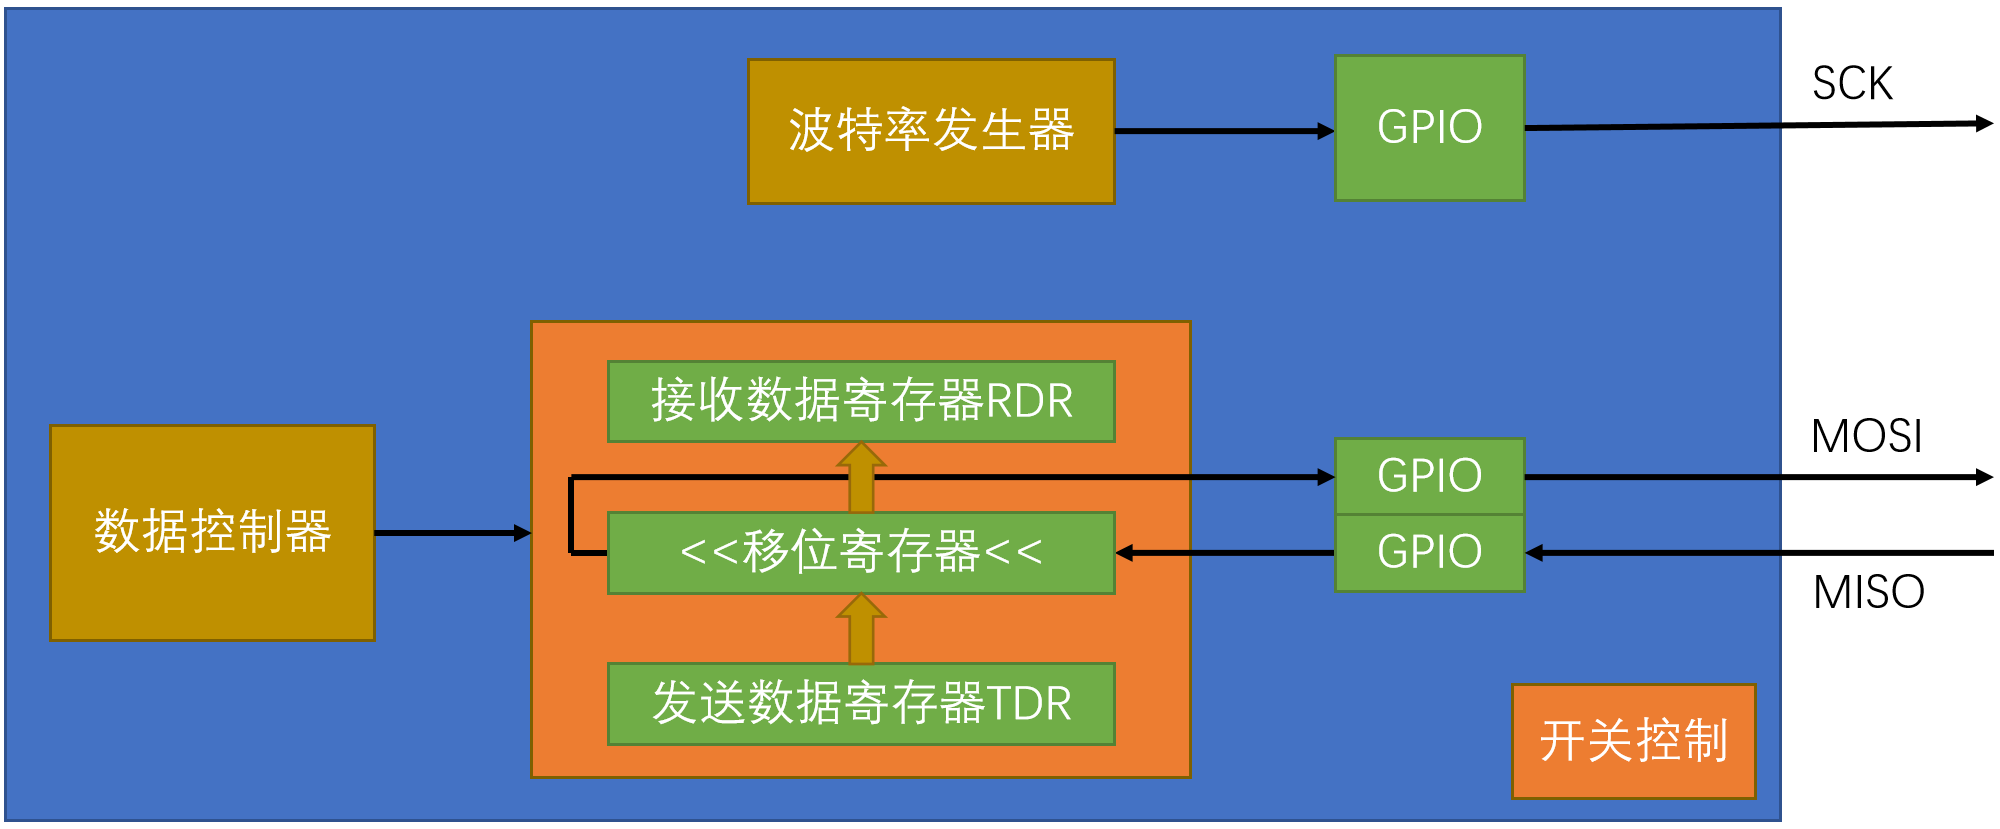 波特率发生器
GPIO
SCK
接收数据寄存器RDR
数据控制器
<<移位寄存器<<
发送数据寄存器TDR
GPIO
GPIO
MOSI
MISO
开关控制